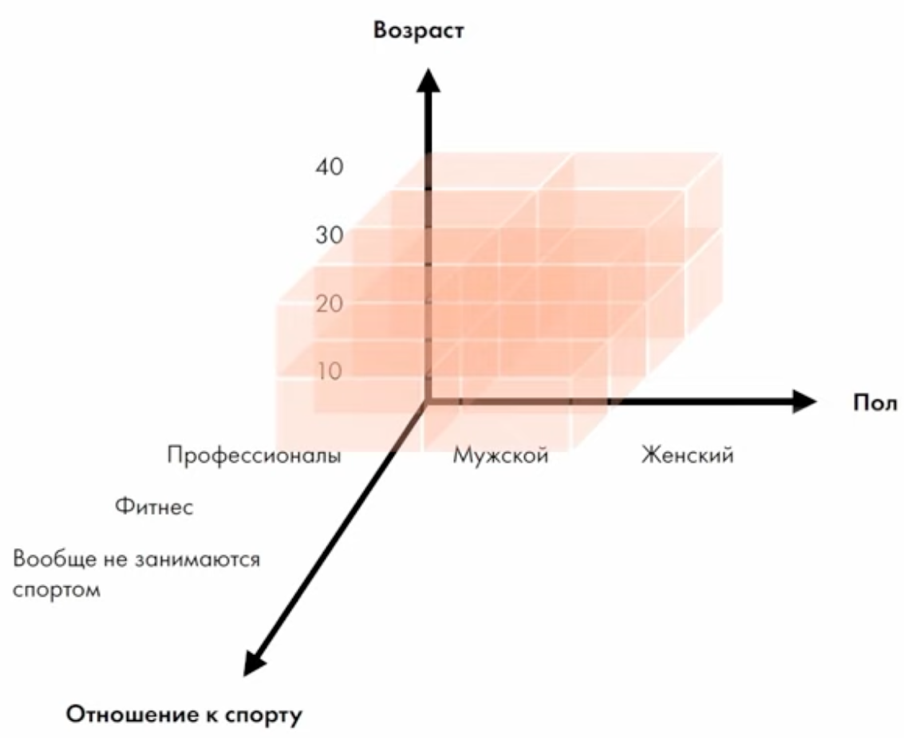 Возраст
40
30
20
10
Пол
Профессионалы
Мужской
Женский
Фитнес
Вообще не занимаются
спортом
Отношение к спорту